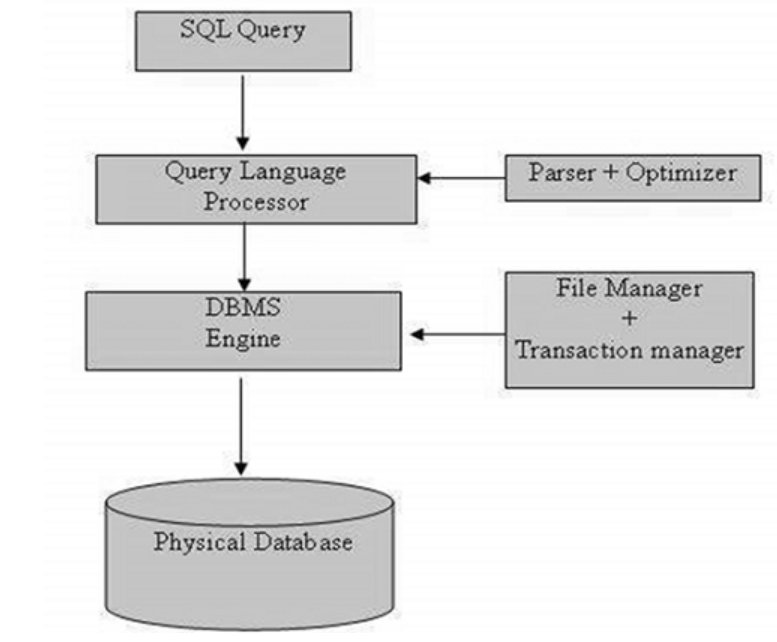 SQL Query
Query Language
Processor
Parser + Optimizer
DBMS
Engine
File Manager
+
Transaction manager
Physical Database